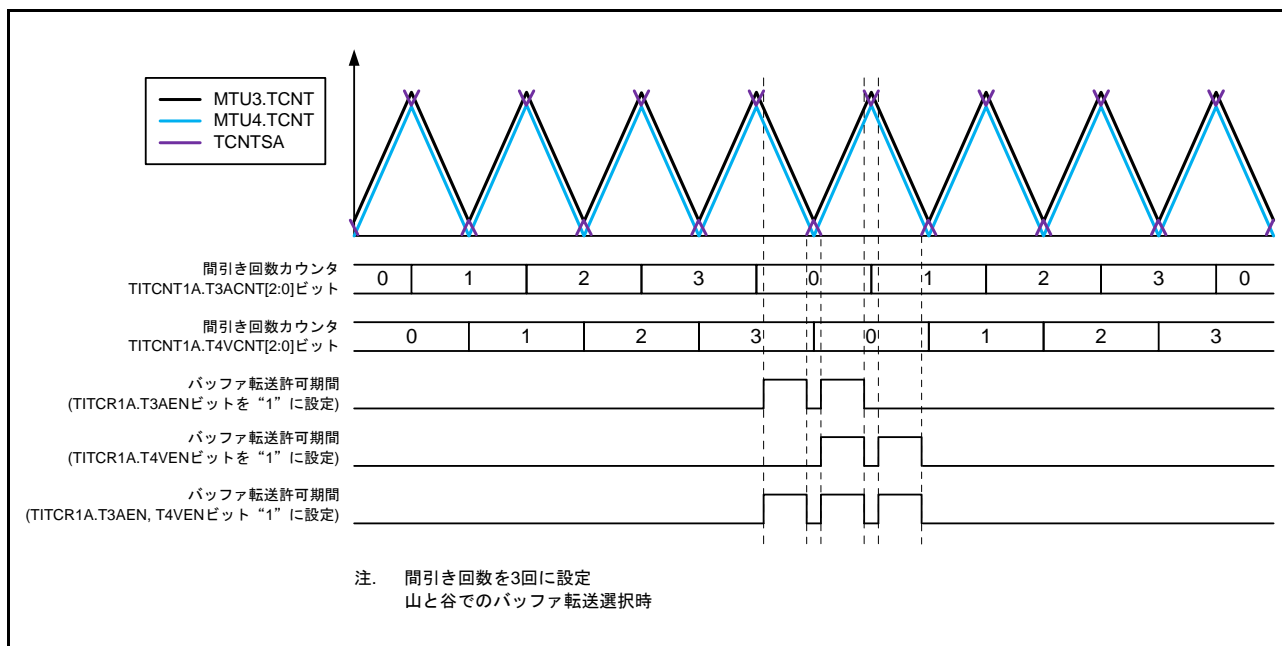 MTU3.TCNT
MTU4.TCNT
TCNTSA
間引き回数カウンタ
TITCNT1A.T3ACNT[2:0]ビット
0 1 2 3 0 1 2 3 0
間引き回数カウンタ
TITCNT1A.T4VCNT[2:0]ビット
0 1 2 3 0 1 2 3
バッファ転送許可期間
(TITCR1A.T3AENビットを“1”に設定)
バッファ転送許可期間
(TITCR1A.T4VENビットを“1”に設定)
バッファ転送許可期間
(TITCR1A.T3AEN, T4VENビット“1”に設定)
注. 間引き回数を3回に設定
山と谷でのバッファ転送選択時